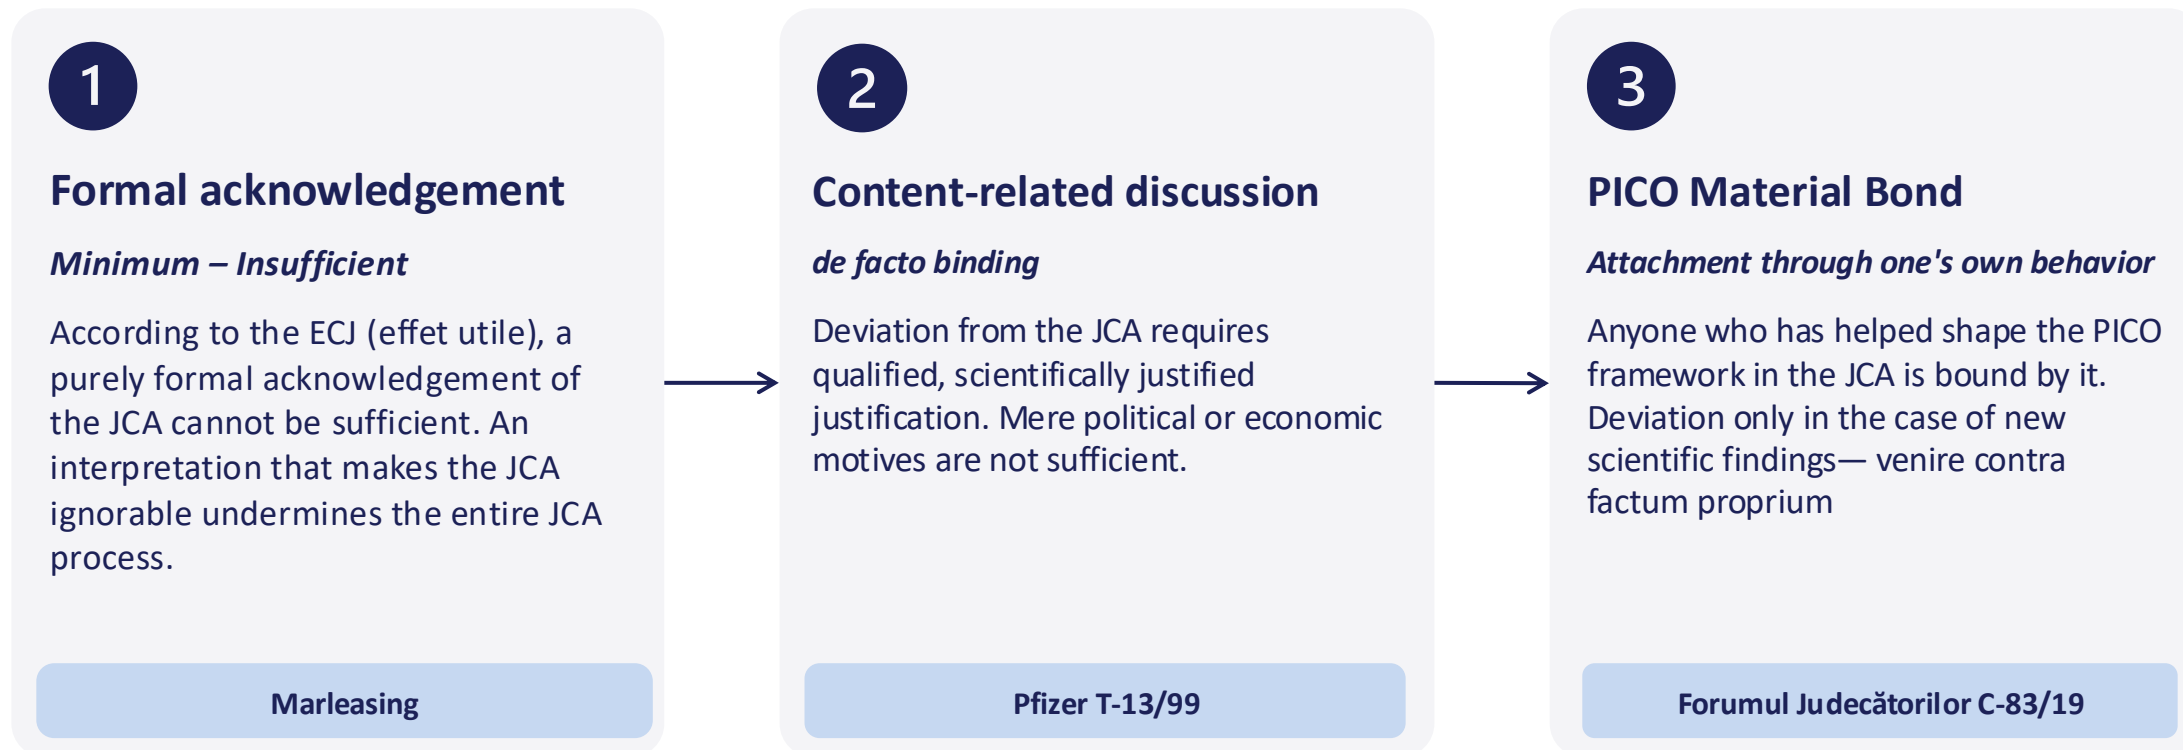 1
Formal acknowledgement
Minimum – Insufficient
According to the ECJ (effet utile), a
purely formal acknowledgement of
the JCA cannot be sufficient. An
interpretation that makes the JCA
ignorable undermines the entire JCA
process.
Marleasing
2
Content-related discussion
de facto binding
Deviation from the JCA requires
qualified, scientifically justified
justification. Mere political or economic
motives are not sufficient.
Pfizer T-13/99
3
PICO Material Bond
Attachment through one's own behavior
Anyone who has helped shape the PICO
framework in the JCA is bound by it.
Deviation only in the case of new
scientific findings— venire contra
factum proprium
Forumul Judecătorilor C-83/19